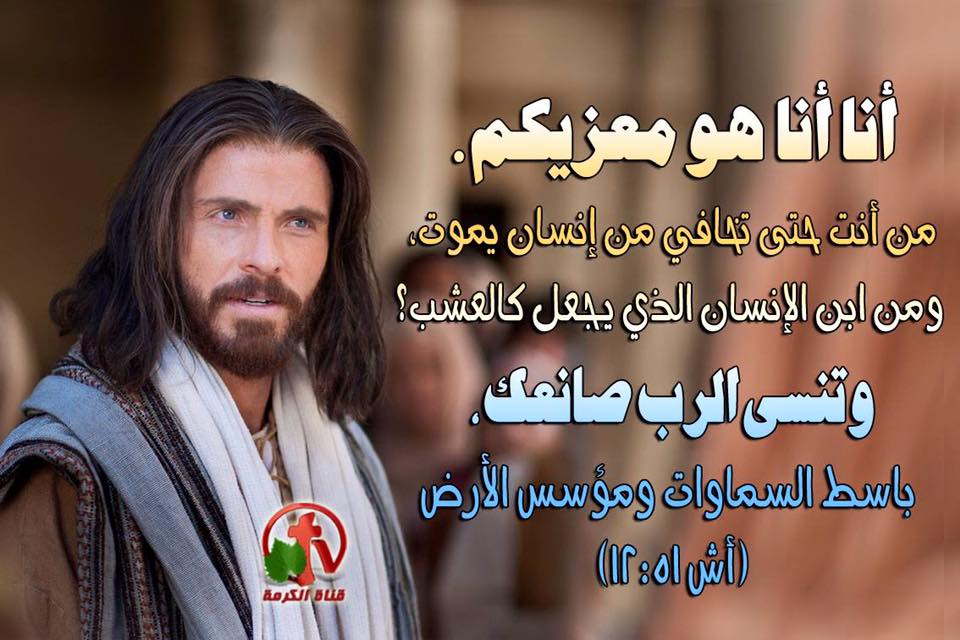 أنا أنا هو معزيكم.
من أنت حتى تخافي من إنسان يموت،
ومن ابن الإنسان الذي يجعل كالعشب؟
وتنسى الرب صانعك،
باسط السماوات ومؤسس الأرض
(أش ٥١: ١٢)
tv
قناة الكرمة